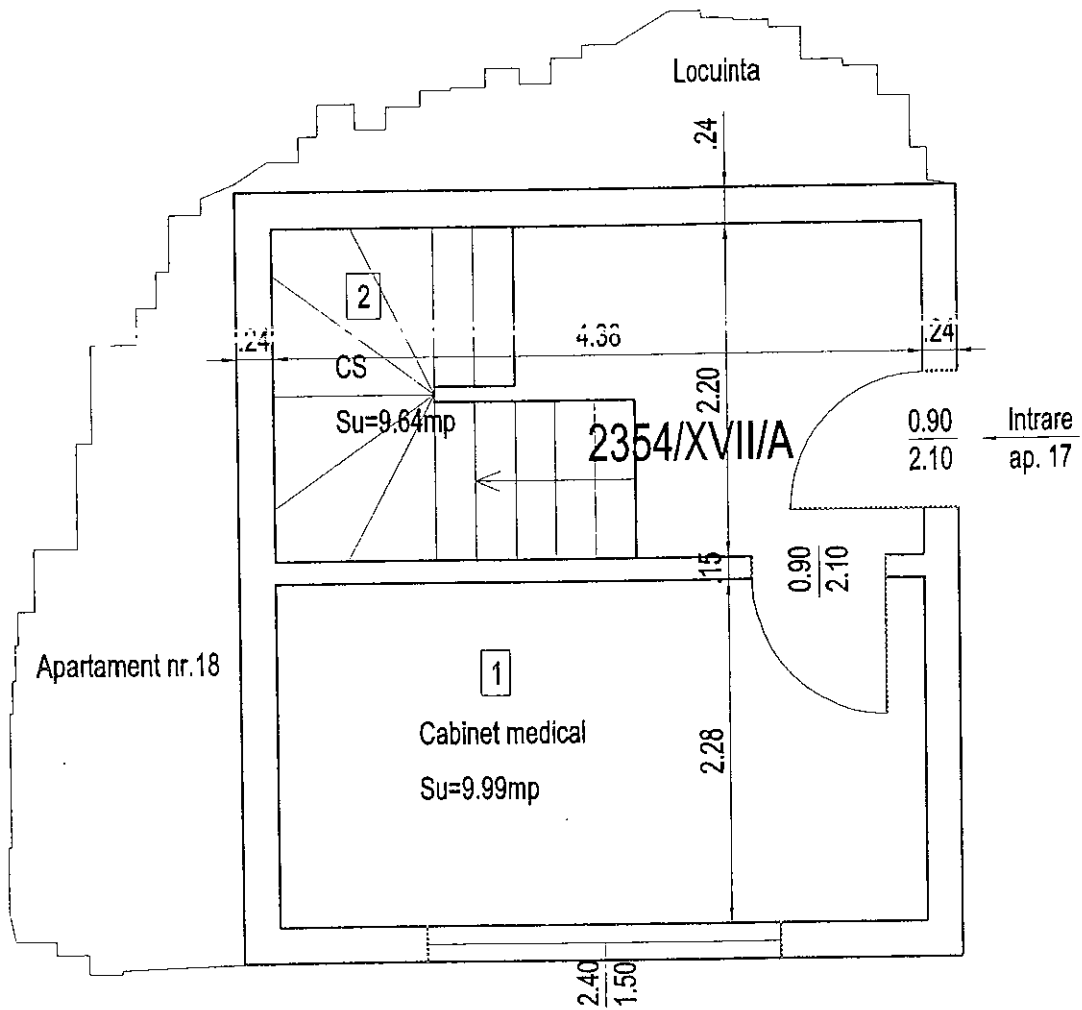 Locuinta
.24
2
.24
4.38
.24
CS
2.20
Su=9.64mp
2354/XVII/A
0.90
2.10
Intrare
ap. 17
.15
0.90
2.10
Apartament nr.18
1
Cabinet medical
2.28
Su=9.99mp
2.40
1.50